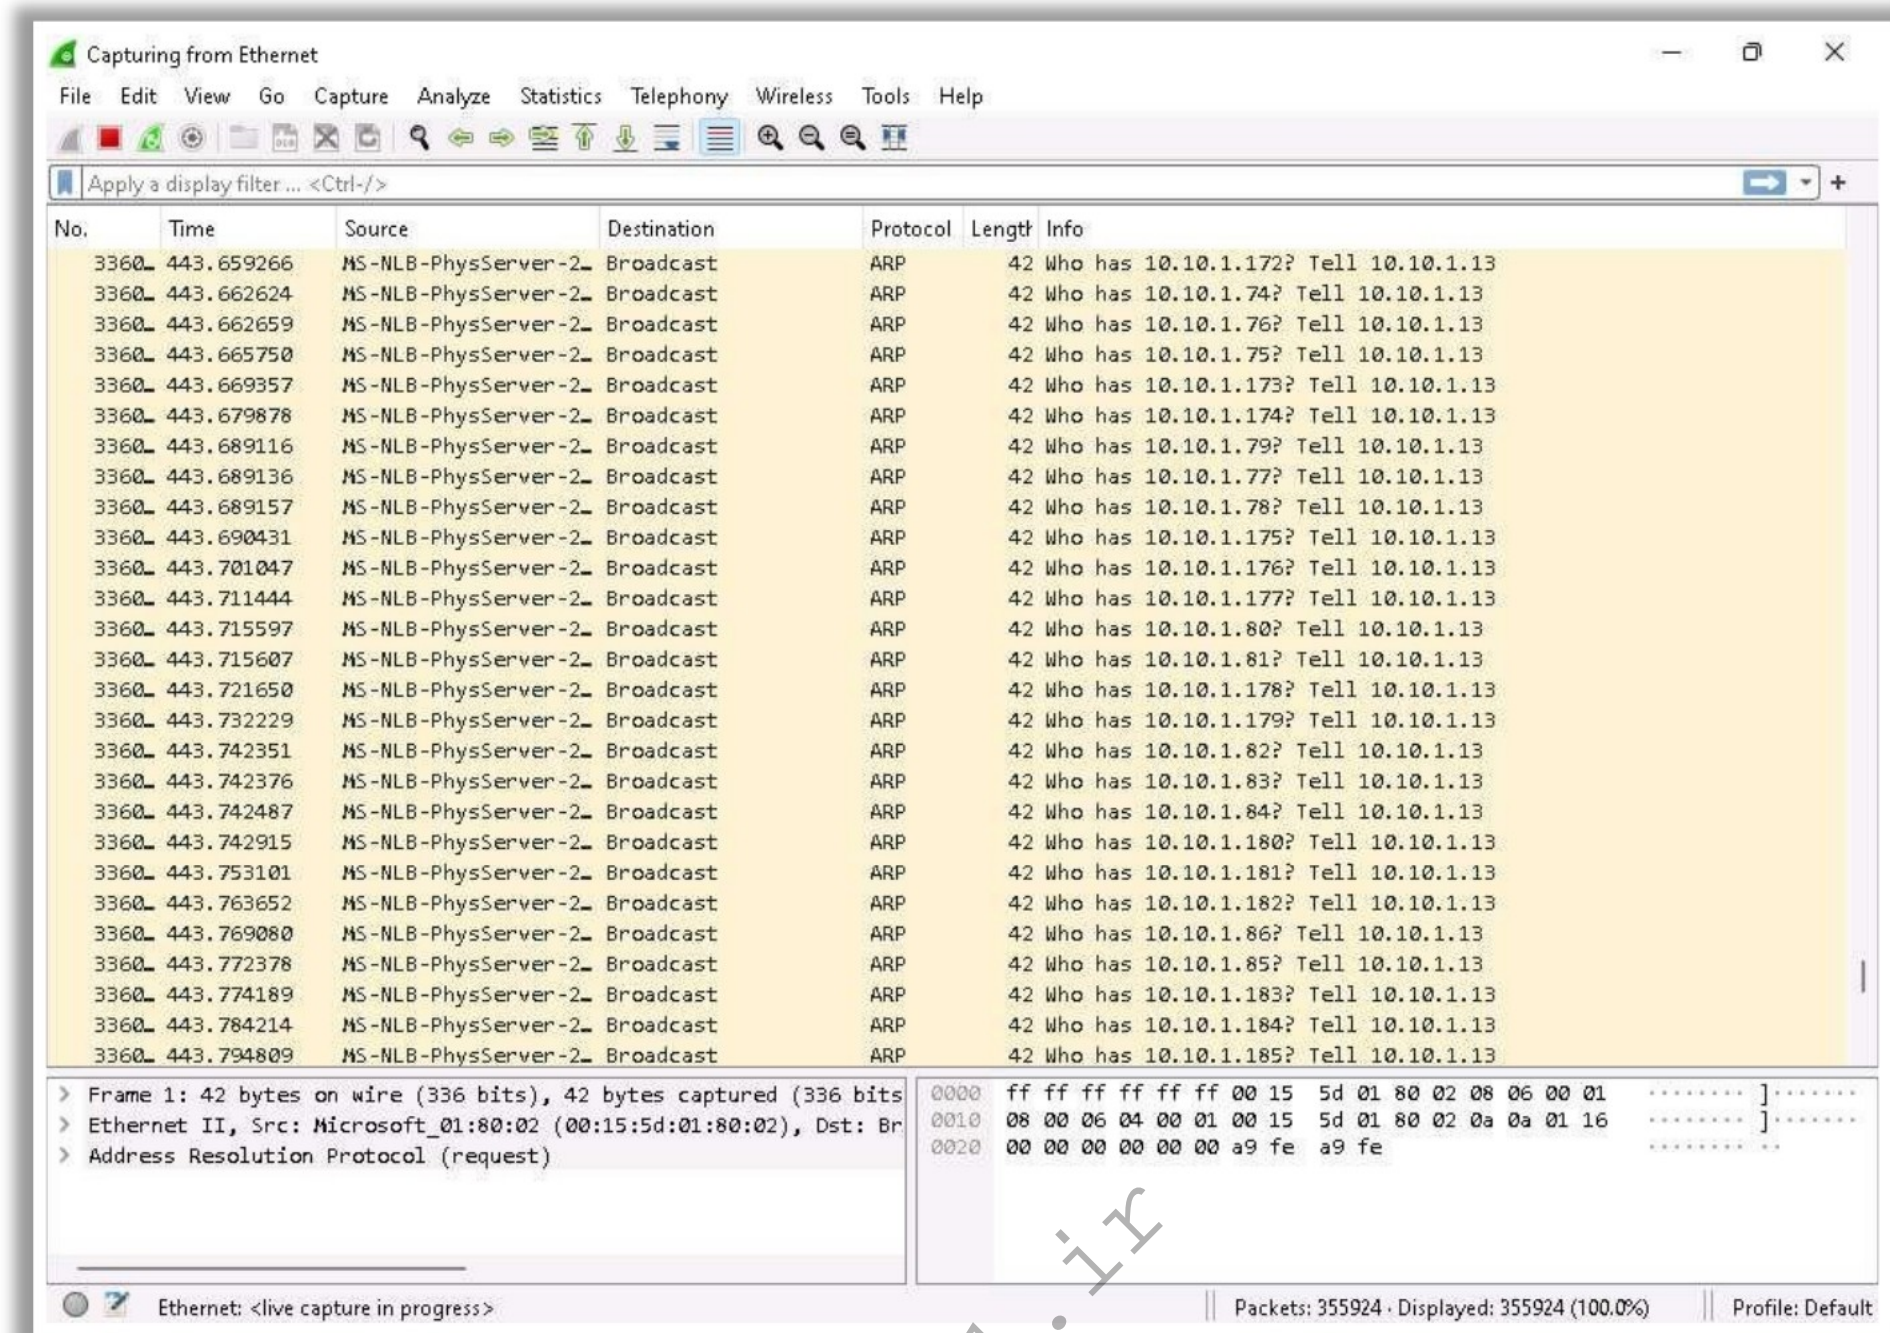 Capturing from Ethernet
File Edit View Go Capture Analyze Statistics Telephony Wireless Tools Help
Apply a display filter ... <Ctrl-/>
No. Time Source Destination Protocol Length Info
3360… 443.659266 MS-NLB-PhysServer-2… Broadcast ARP 42 Who has 10.10.1.172? Tell 10.10.1.13
3360… 443.662624 MS-NLB-PhysServer-2… Broadcast ARP 42 Who has 10.10.1.74? Tell 10.10.1.13
3360… 443.662659 MS-NLB-PhysServer-2… Broadcast ARP 42 Who has 10.10.1.76? Tell 10.10.1.13
3360… 443.665750 MS-NLB-PhysServer-2… Broadcast ARP 42 Who has 10.10.1.75? Tell 10.10.1.13
3360… 443.669357 MS-NLB-PhysServer-2… Broadcast ARP 42 Who has 10.10.1.173? Tell 10.10.1.13
3360… 443.679878 MS-NLB-PhysServer-2… Broadcast ARP 42 Who has 10.10.1.174? Tell 10.10.1.13
3360… 443.689116 MS-NLB-PhysServer-2… Broadcast ARP 42 Who has 10.10.1.79? Tell 10.10.1.13
3360… 443.689136 MS-NLB-PhysServer-2… Broadcast ARP 42 Who has 10.10.1.77? Tell 10.10.1.13
3360… 443.689157 MS-NLB-PhysServer-2… Broadcast ARP 42 Who has 10.10.1.78? Tell 10.10.1.13
3360… 443.690431 MS-NLB-PhysServer-2… Broadcast ARP 42 Who has 10.10.1.175? Tell 10.10.1.13
3360… 443.701047 MS-NLB-PhysServer-2… Broadcast ARP 42 Who has 10.10.1.176? Tell 10.10.1.13
3360… 443.711444 MS-NLB-PhysServer-2… Broadcast ARP 42 Who has 10.10.1.177? Tell 10.10.1.13
3360… 443.715597 MS-NLB-PhysServer-2… Broadcast ARP 42 Who has 10.10.1.80? Tell 10.10.1.13
3360… 443.715607 MS-NLB-PhysServer-2… Broadcast ARP 42 Who has 10.10.1.81? Tell 10.10.1.13
3360… 443.721650 MS-NLB-PhysServer-2… Broadcast ARP 42 Who has 10.10.1.178? Tell 10.10.1.13
3360… 443.732229 MS-NLB-PhysServer-2… Broadcast ARP 42 Who has 10.10.1.179? Tell 10.10.1.13
3360… 443.742351 MS-NLB-PhysServer-2… Broadcast ARP 42 Who has 10.10.1.82? Tell 10.10.1.13
3360… 443.742376 MS-NLB-PhysServer-2… Broadcast ARP 42 Who has 10.10.1.83? Tell 10.10.1.13
3360… 443.742487 MS-NLB-PhysServer-2… Broadcast ARP 42 Who has 10.10.1.84? Tell 10.10.1.13
3360… 443.742915 MS-NLB-PhysServer-2… Broadcast ARP 42 Who has 10.10.1.180? Tell 10.10.1.13
3360… 443.753101 MS-NLB-PhysServer-2… Broadcast ARP 42 Who has 10.10.1.181? Tell 10.10.1.13
3360… 443.763652 MS-NLB-PhysServer-2… Broadcast ARP 42 Who has 10.10.1.182? Tell 10.10.1.13
3360… 443.769080 MS-NLB-PhysServer-2… Broadcast ARP 42 Who has 10.10.1.86? Tell 10.10.1.13
3360… 443.772378 MS-NLB-PhysServer-2… Broadcast ARP 42 Who has 10.10.1.85? Tell 10.10.1.13
3360… 443.774189 MS-NLB-PhysServer-2… Broadcast ARP 42 Who has 10.10.1.183? Tell 10.10.1.13
3360… 443.784214 MS-NLB-PhysServer-2… Broadcast ARP 42 Who has 10.10.1.184? Tell 10.10.1.13
3360… 443.794809 MS-NLB-PhysServer-2… Broadcast ARP 42 Who has 10.10.1.185? Tell 10.10.1.13
> Frame 1: 42 bytes on wire (336 bits), 42 bytes captured (336 bits
> Ethernet II, Src: Microsoft_01:80:02 (00:15:5d:01:80:02), Dst: Br
> Address Resolution Protocol (request)
0000 ff ff ff ff ff ff 00 15 5d 01 80 02 08 06 00 01 ········ ]·······
0010 08 00 06 04 00 01 00 15 5d 01 80 02 0a 0a 01 16 ········ ]·······
0020 00 00 00 00 00 00 a9 fe a9 fe ········ ··
.ir
Ethernet: <live capture in progress>
Packets: 355924 · Displayed: 355924 (100.0%)
Profile: Default